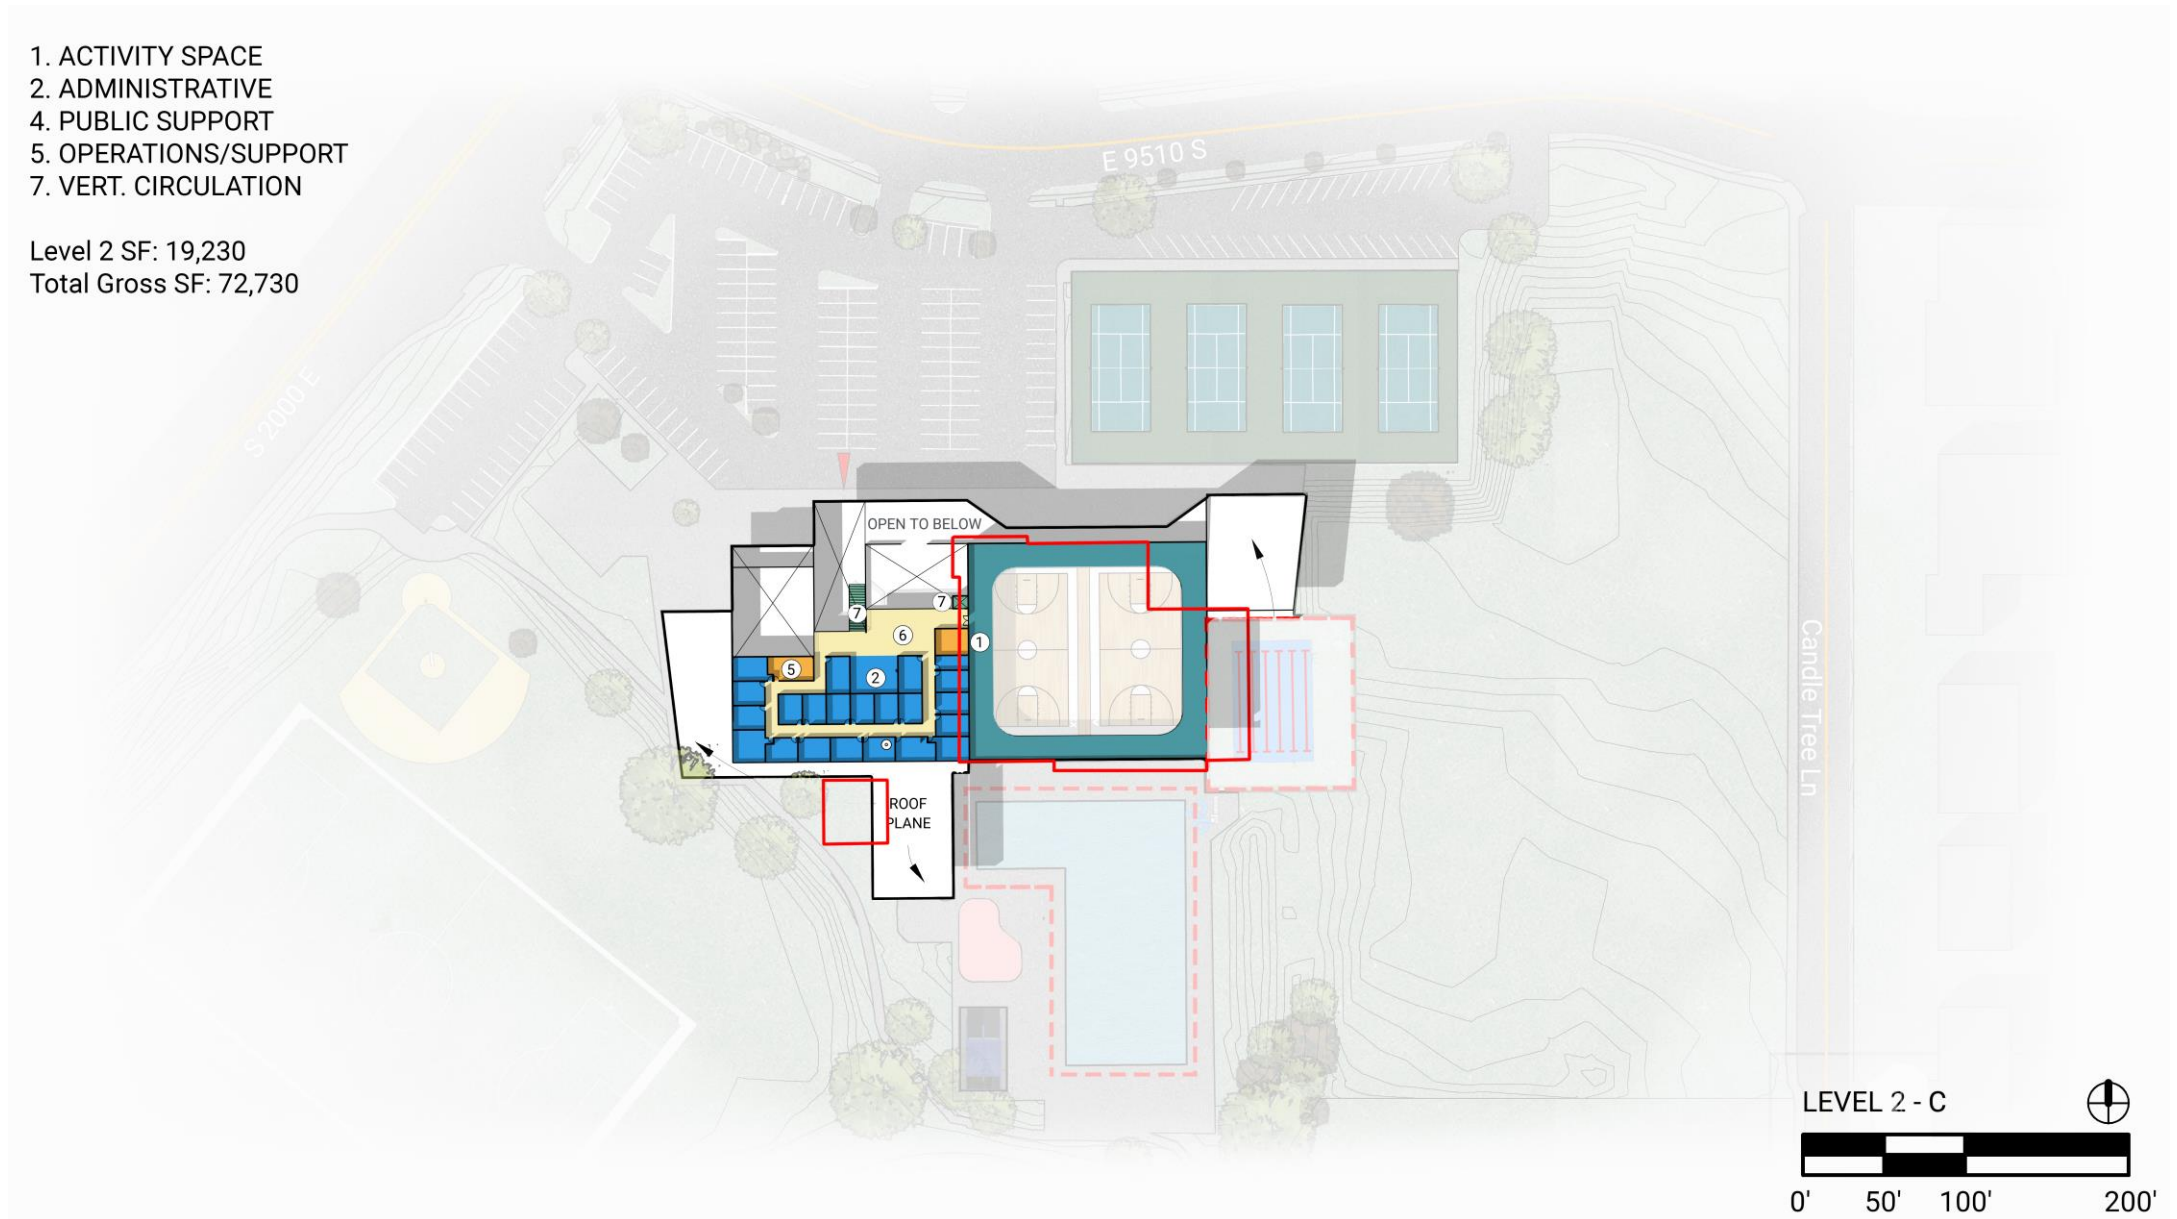 1. ACTIVITY SPACE
2. ADMINISTRATIVE
4. PUBLIC SUPPORT
5. OPERATIONS/SUPPORT
7. VERT. CIRCULATION
Level 2 SF: 19,230
Total Gross SF: 72,730
E 9510 S
S 2000 E
OPEN TO BELOW
7
7
6
1
5
2
ROOF
PLANE
Candle Tree Ln
LEVEL 2 - C
0' 50' 100' 200'